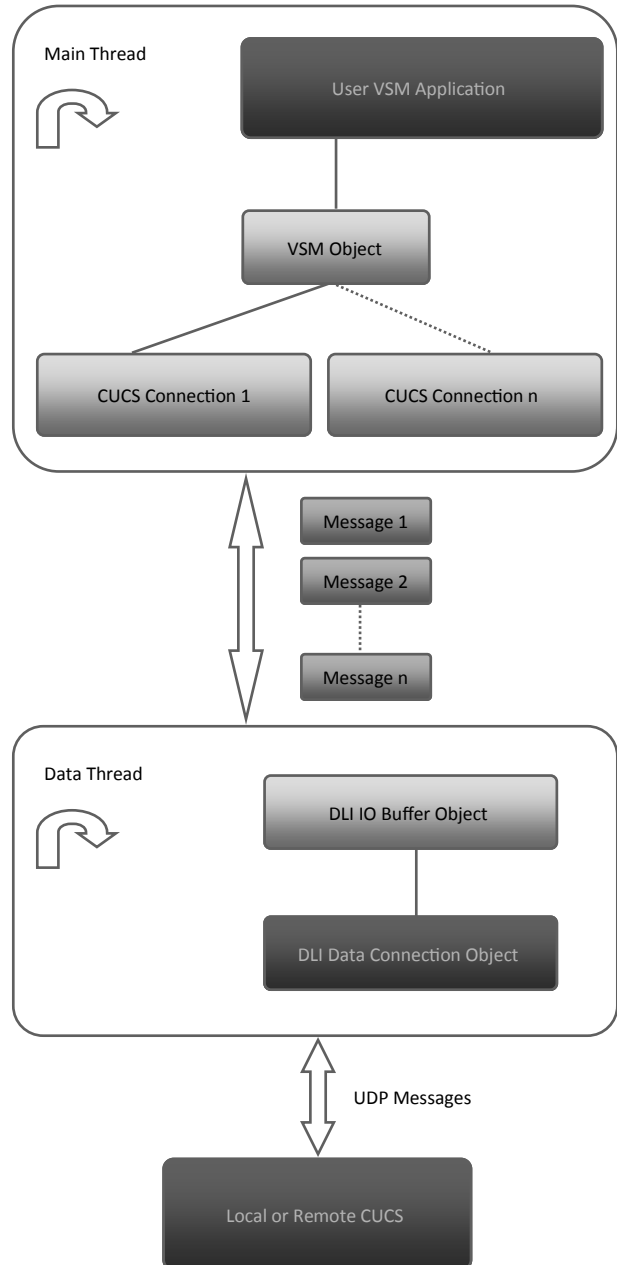 Main Thread
User VSM Application
VSM Object
CUCS Connection 1
CUCS Connection n
Message 1
Message 2
Message n
Data Thread
DLI IO Buffer Object
DLI Data Connection Object
UDP Messages
Local or Remote CUCS